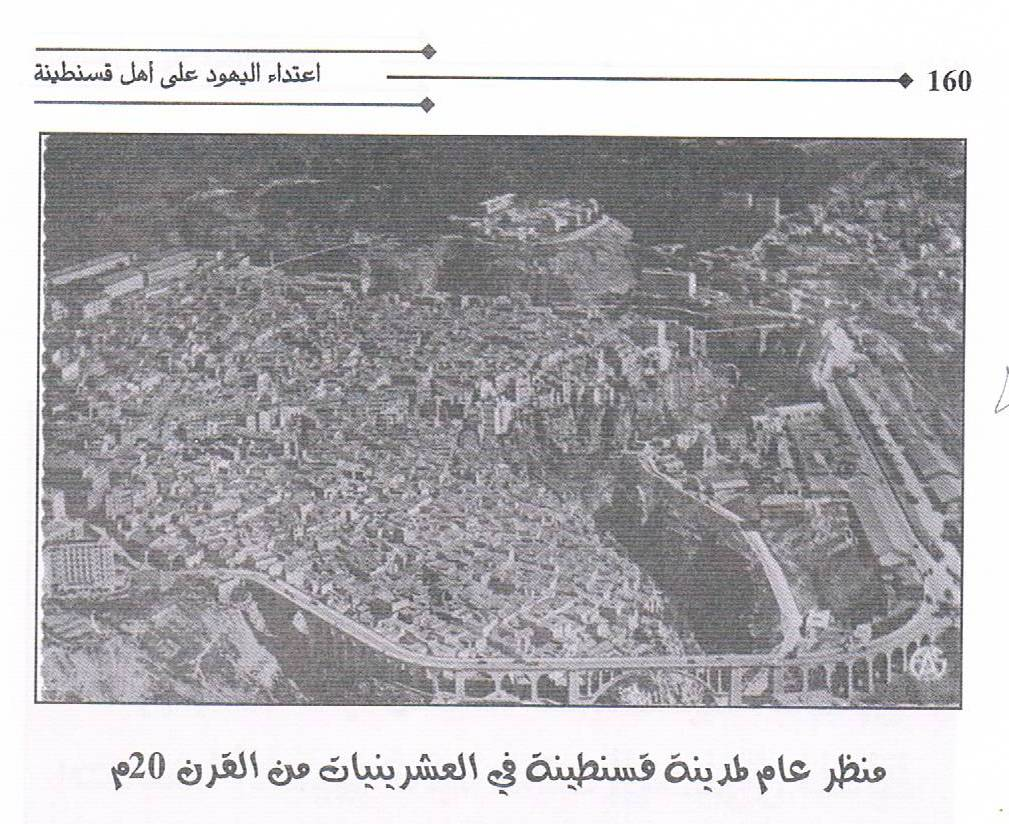 160
اعتداء اليهود على أهل قسنطينة
منظر عام لمدينة قسنطينة في العشرينيات من القرن 20م